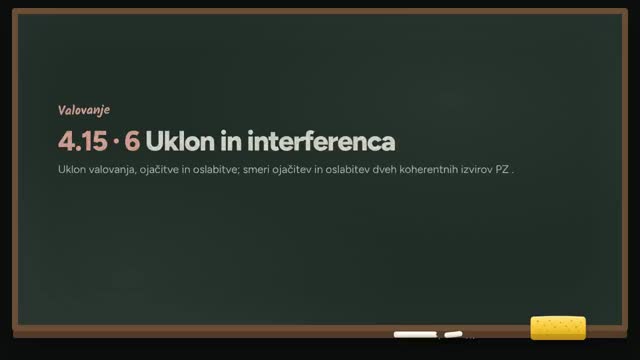 Valovanje
4.15 · 6 Uklon in interferenca
Uklon valovanja, ojačitve in oslabitve; smeri ojačitev in oslabitev dveh koherentnih izvirov PZ .